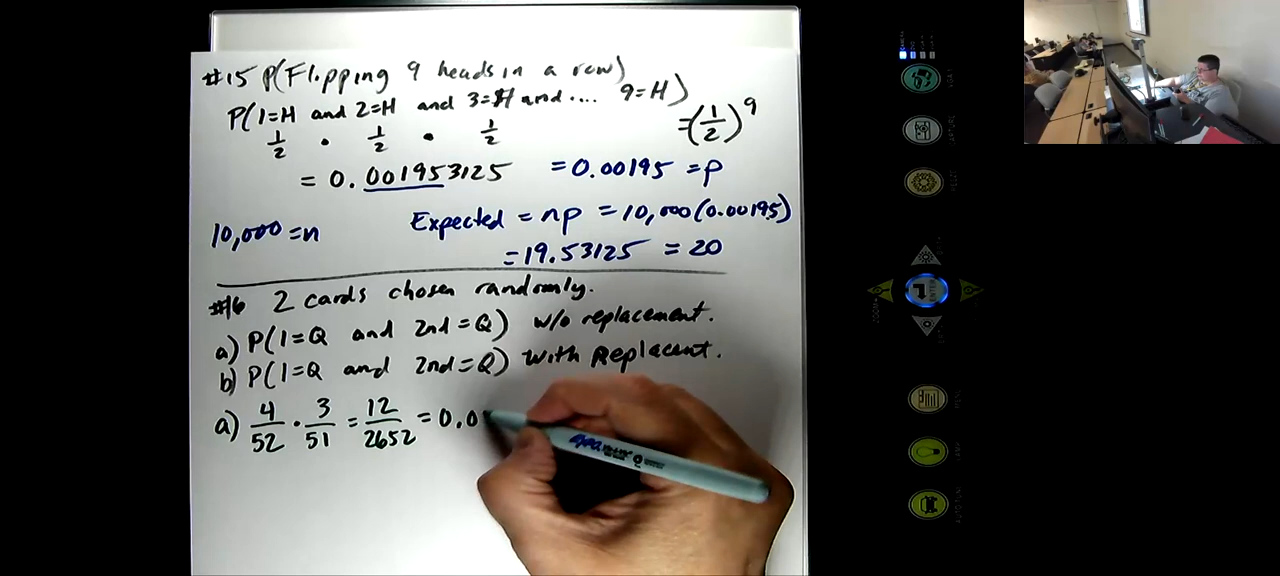 #15 P(Flipping 9 heads in a row)
P(1=H and 2=H and 3=H and .... 9=H)
1/2 · 1/2 · 1/2 =(1/2)^9
= 0.001953125 =0.00195 =p
10,000=n Expected = np =10,000(0.00195)
=19.53125 = 20
#16 2 cards chosen randomly.
a) P(1=Q and 2nd=Q) w/o replacement.
b) P(1=Q and 2nd=Q) with Replacent.
a) 4/52 · 3/51 = 12/2652 = 0.0
ENTER
MENU